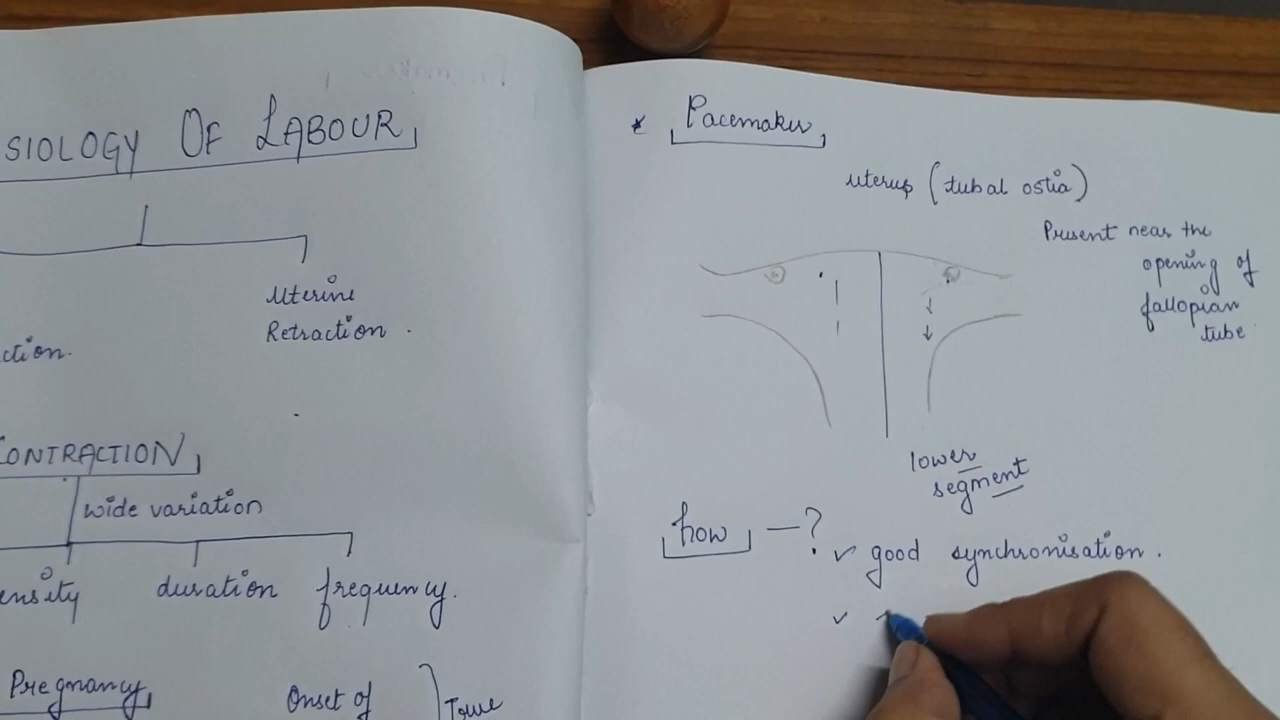 SIOLOGY OF LABOUR
Uterine
Retraction.
ction.
CONTRACTION
wide variation
ensity duration frequency.
Pregnancy
Onset of
True
Pacemaker
uterus (tubal ostia)
Present near the
opening of
fallopian
tube
lower
segment
how —?
✓ good synchronisation.
✓